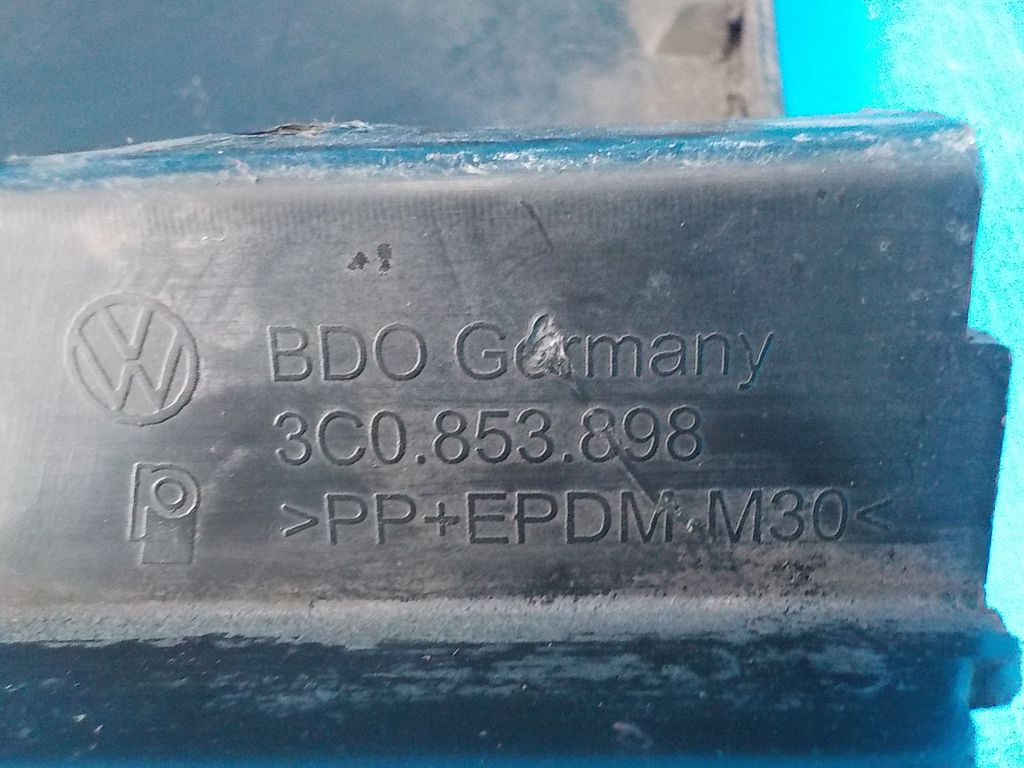 BDO Germany
3C0.853.898
>PP+EPDM M30<